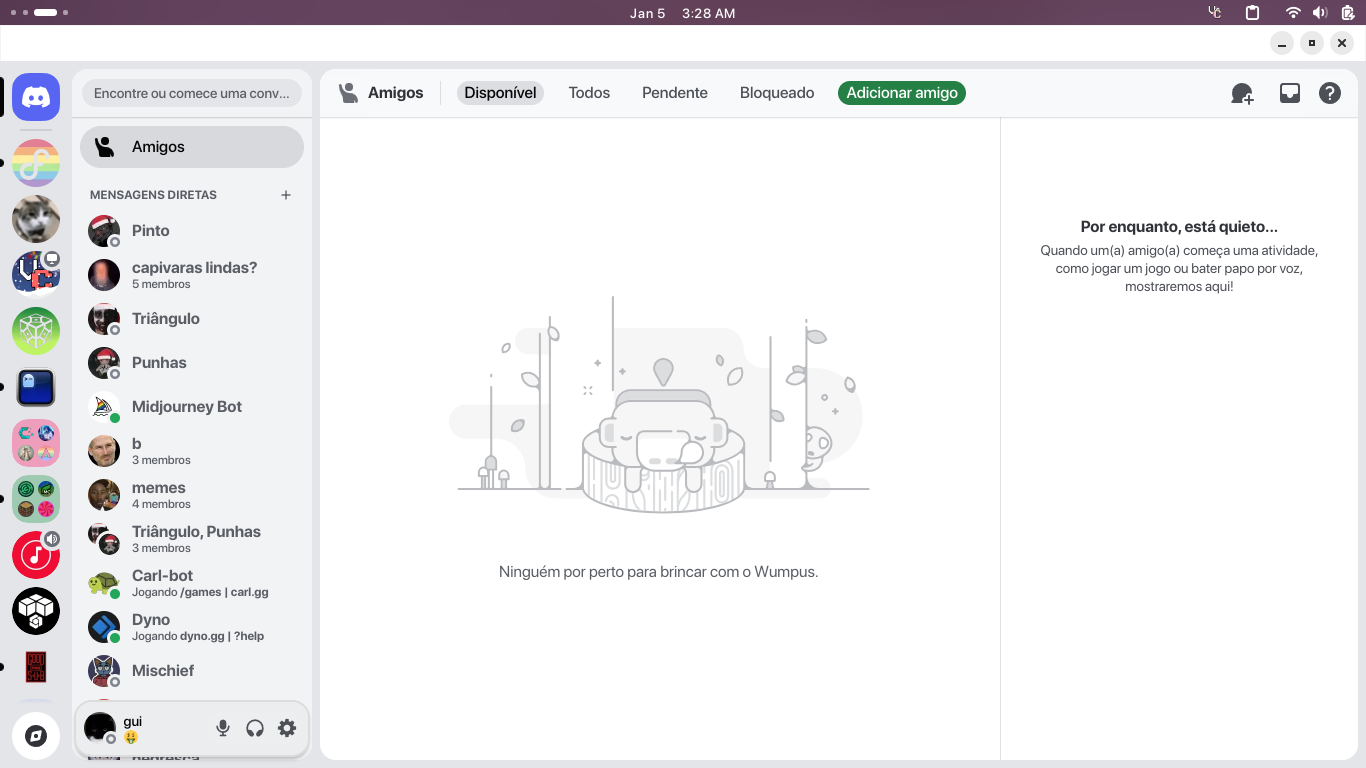 Jan 5 3:28 AM
Encontre ou comece uma conv...
Amigos
Disponível
Todos
Pendente
Bloqueado
Adicionar amigo
Amigos
MENSAGENS DIRETAS
Pinto
capivaras lindas?
5 membros
Triângulo
Punhas
Midjourney Bot
b
3 membros
memes
4 membros
Triângulo, Punhas
3 membros
Carl-bot
Jogando /games | carl.gg
Dyno
Jogando dyno.gg | ?help
Mischief
gui
Ninguém por perto para brincar com o Wumpus.
Por enquanto, está quieto...
Quando um(a) amigo(a) começa uma atividade,
como jogar um jogo ou bater papo por voz,
mostraremos aqui!